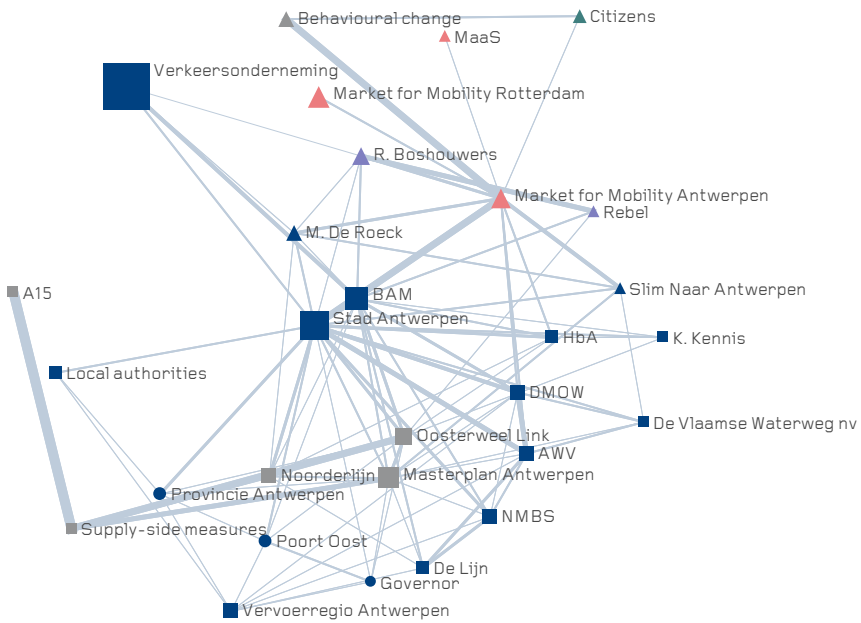 Behavioural change
Citizens
MaaS
Verkeersonderneming
Market for Mobility Rotterdam
R. Boshouwers
Market for Mobility Antwerpen
Rebel
M. De Roeck
A15
BAM
Slim Naar Antwerpen
Stad Antwerpen
HbA
K. Kennis
Local authorities
DMOW
De Vlaamse Waterweg nv
Oosterweel Link
AWV
Noorderlijn
Masterplan Antwerpen
Provincie Antwerpen
NMBS
Supply-side measures
Poort Oost
De Lijn
Governor
Vervoerregio Antwerpen